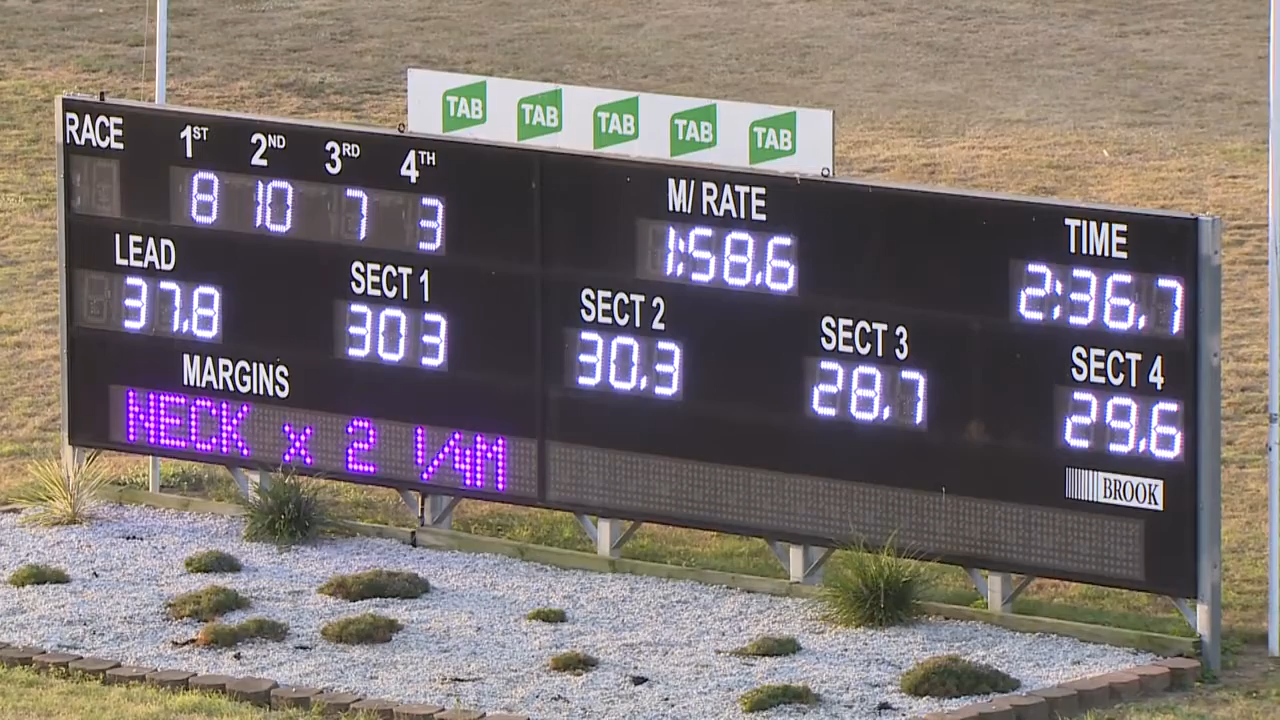 TAB TAB TAB TAB TAB
RACE 1ST 2ND 3RD 4TH
8 10 7 3
M/ RATE
1:58.6
TIME
2:36.7
LEAD
37.8
SECT 1
30 3
SECT 2
30.3
SECT 3
28.7
SECT 4
29.6
MARGINS
NECK x 2 1/4M
BROOK